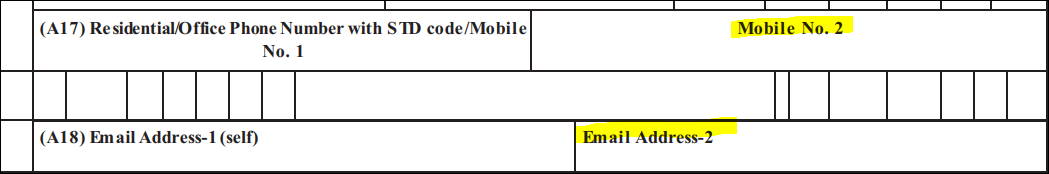 (A17) Residential/Office Phone Number with STD code/Mobile
No. 1
Mobile No. 2
(A18) Email Address-1 (self)
Email Address-2